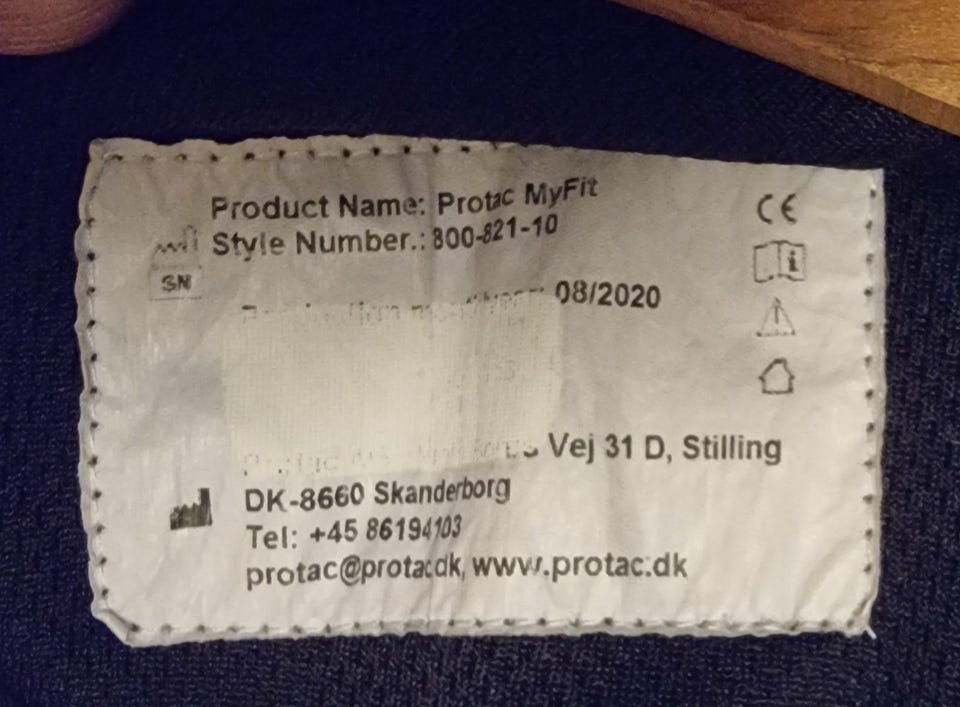 Product Name: Protac MyFit
Style Number.: 800-821-10
SN
08/2020
Vej 31 D, Stilling
DK-8660 Skanderborg
Tel: +45 86194103
protac@protac.dk, www.protac.dk
CE
i